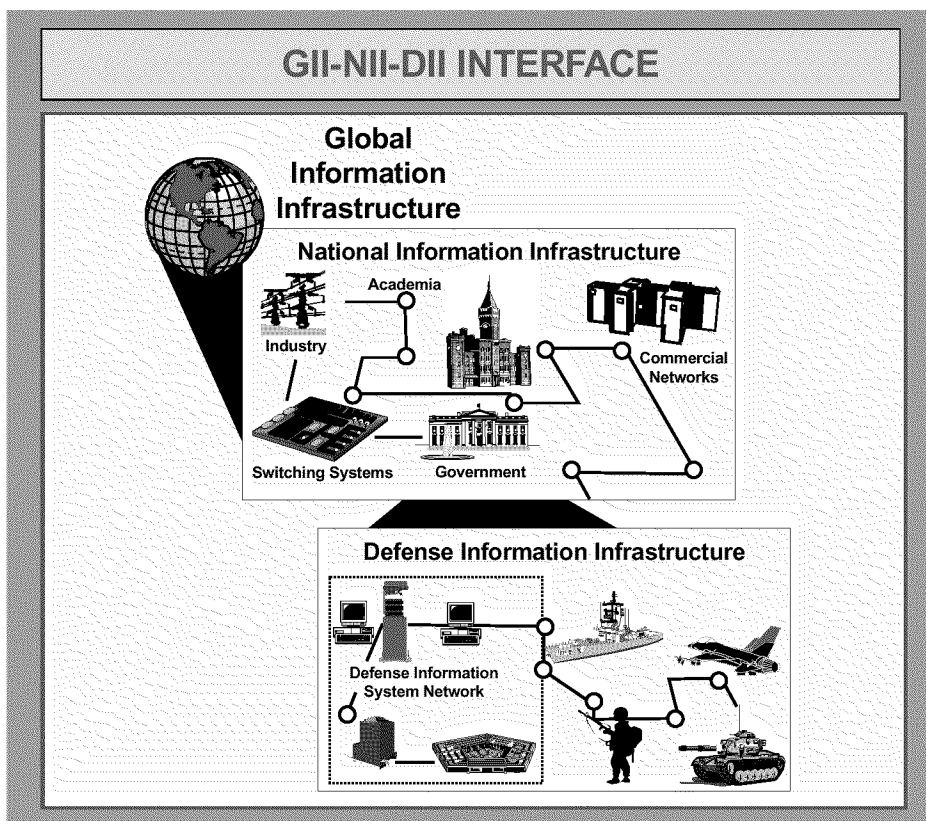 GII-NII-DII INTERFACE
Global
Information
Infrastructure
National Information Infrastructure
Academia
Industry
Commercial
Networks
Switching Systems
Government
Defense Information Infrastructure
Defense Information
System Network